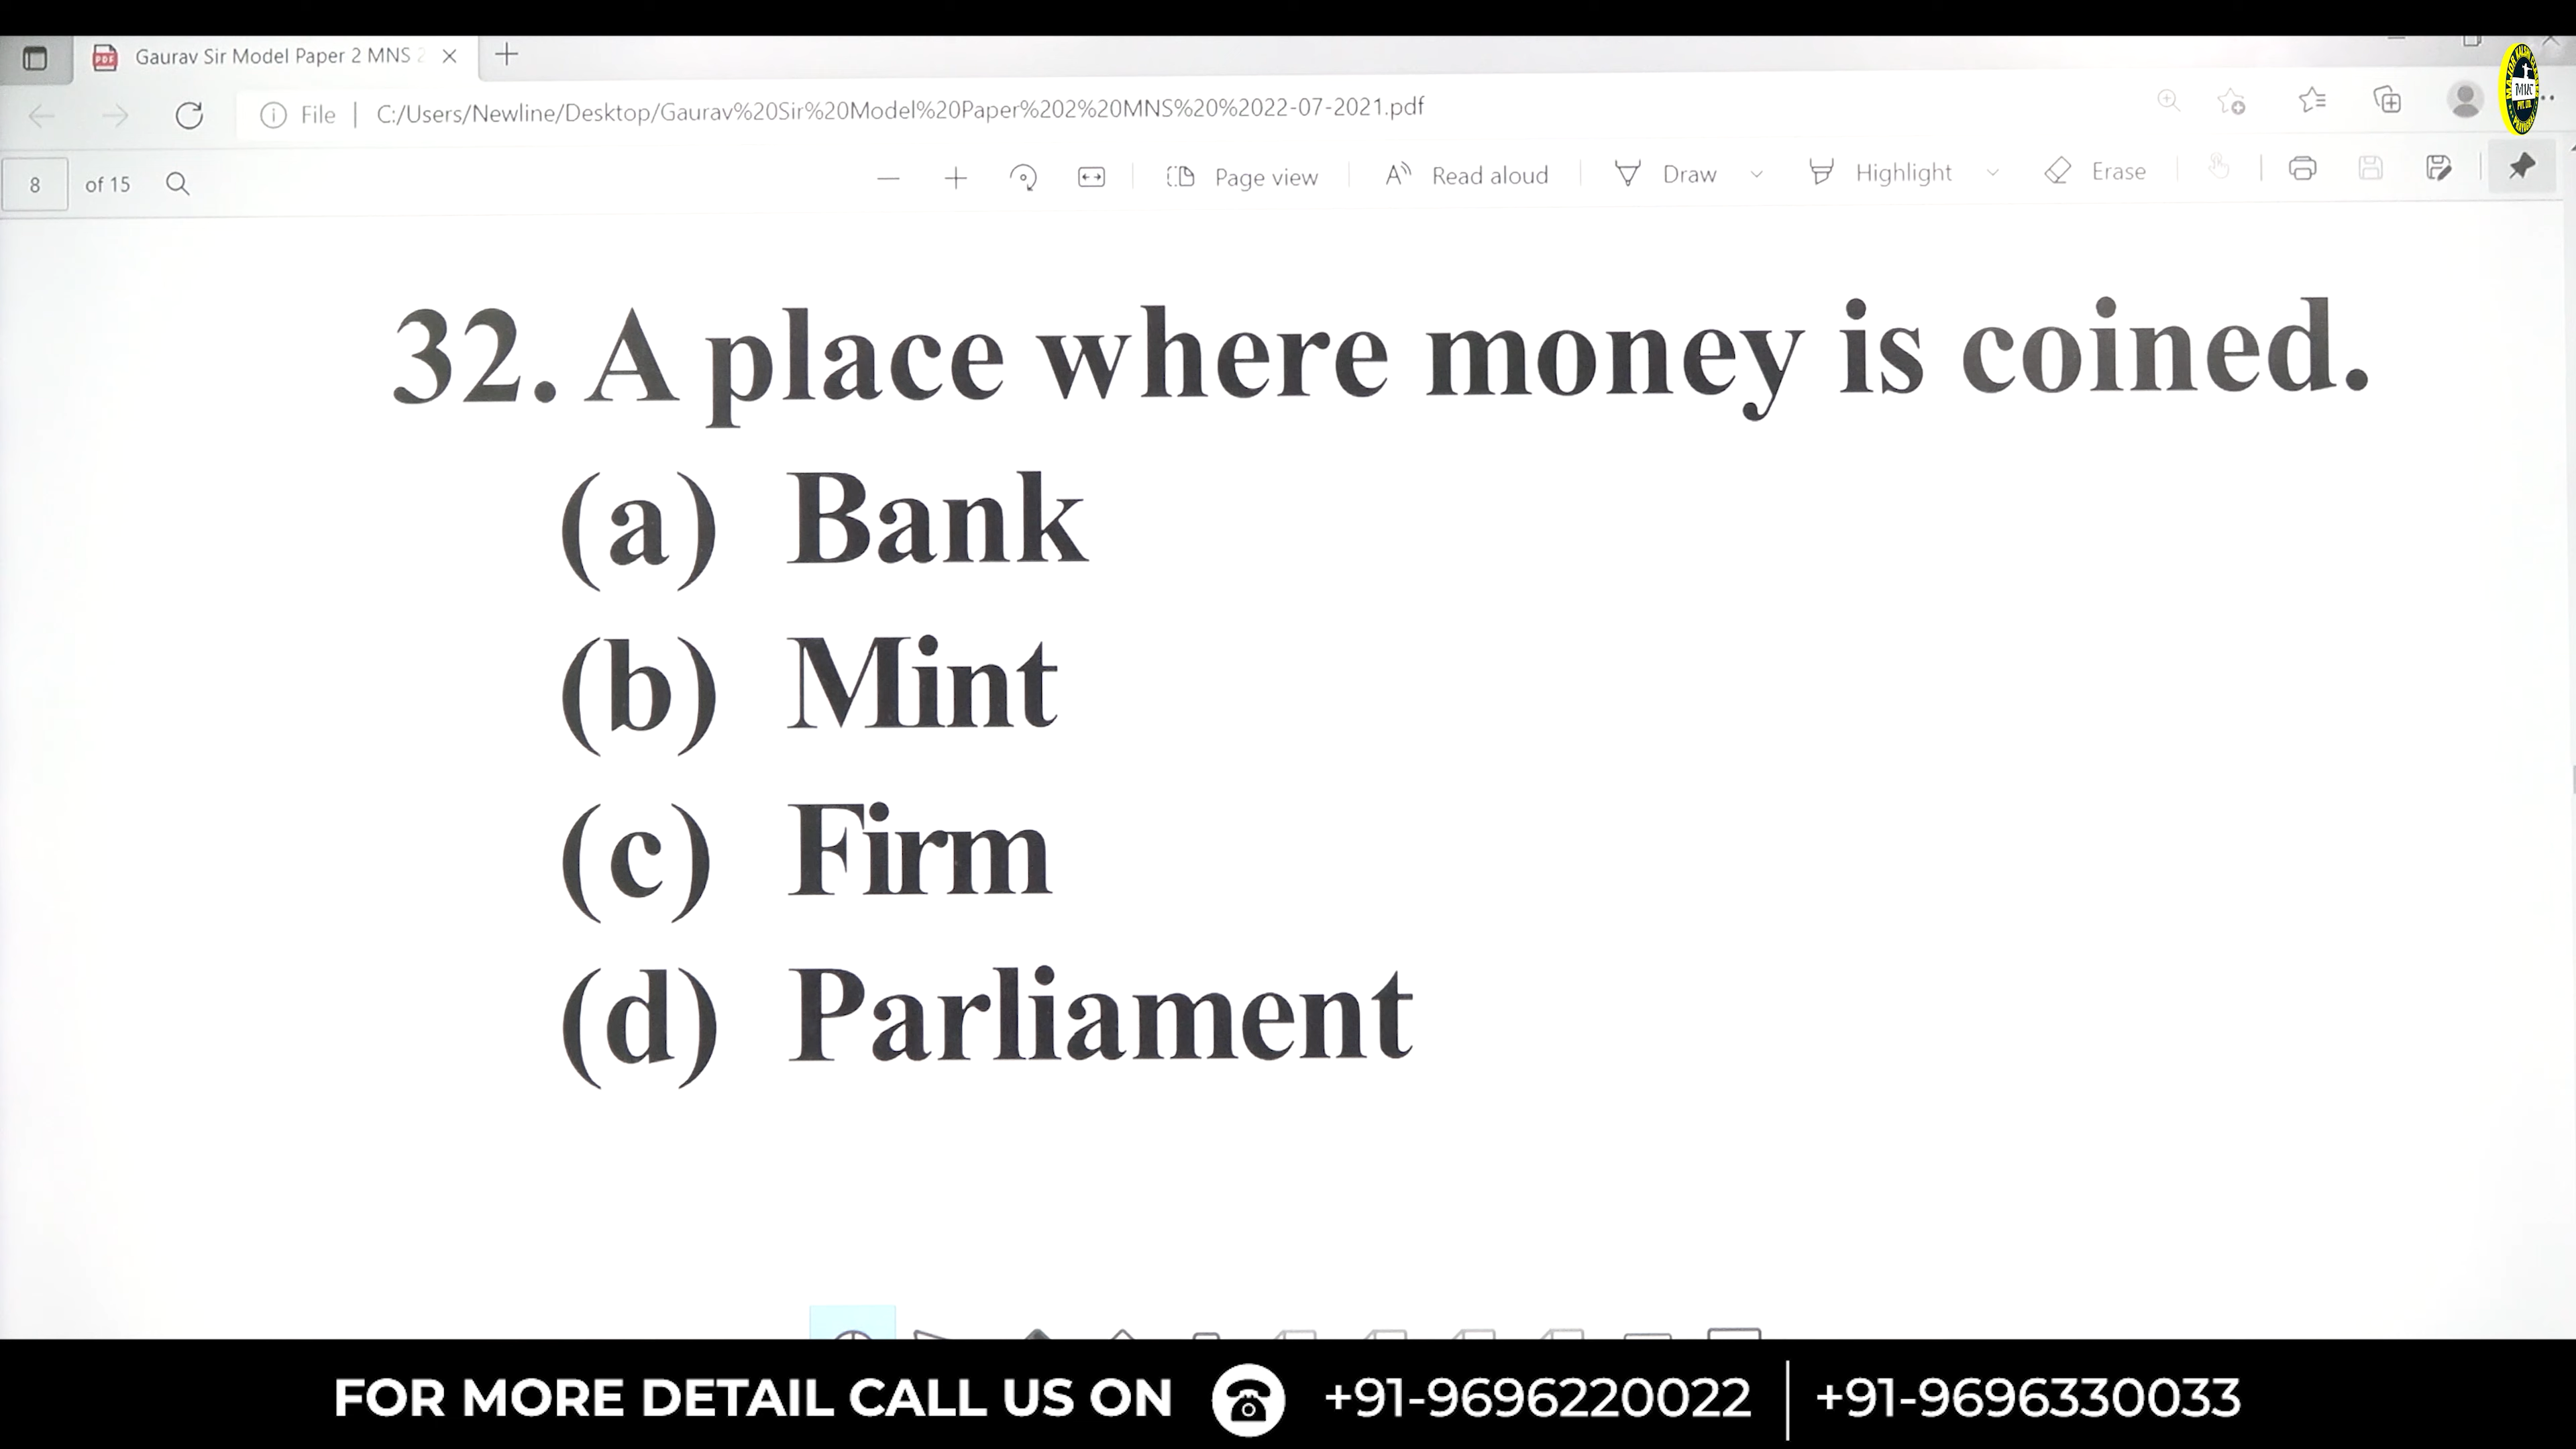 Gaurav Sir Model Paper 2 MNS 2
File | C:/Users/Newline/Desktop/Gaurav%20Sir%20Model%20Paper%202%20MNS%20%2022-07-2021.pdf
8 of 15
Page view
Read aloud
Draw
Highlight
Erase
32. A place where money is coined.
(a) Bank
(b) Mint
(c) Firm
(d) Parliament
FOR MORE DETAIL CALL US ON +91-9696220022 | +91-9696330033